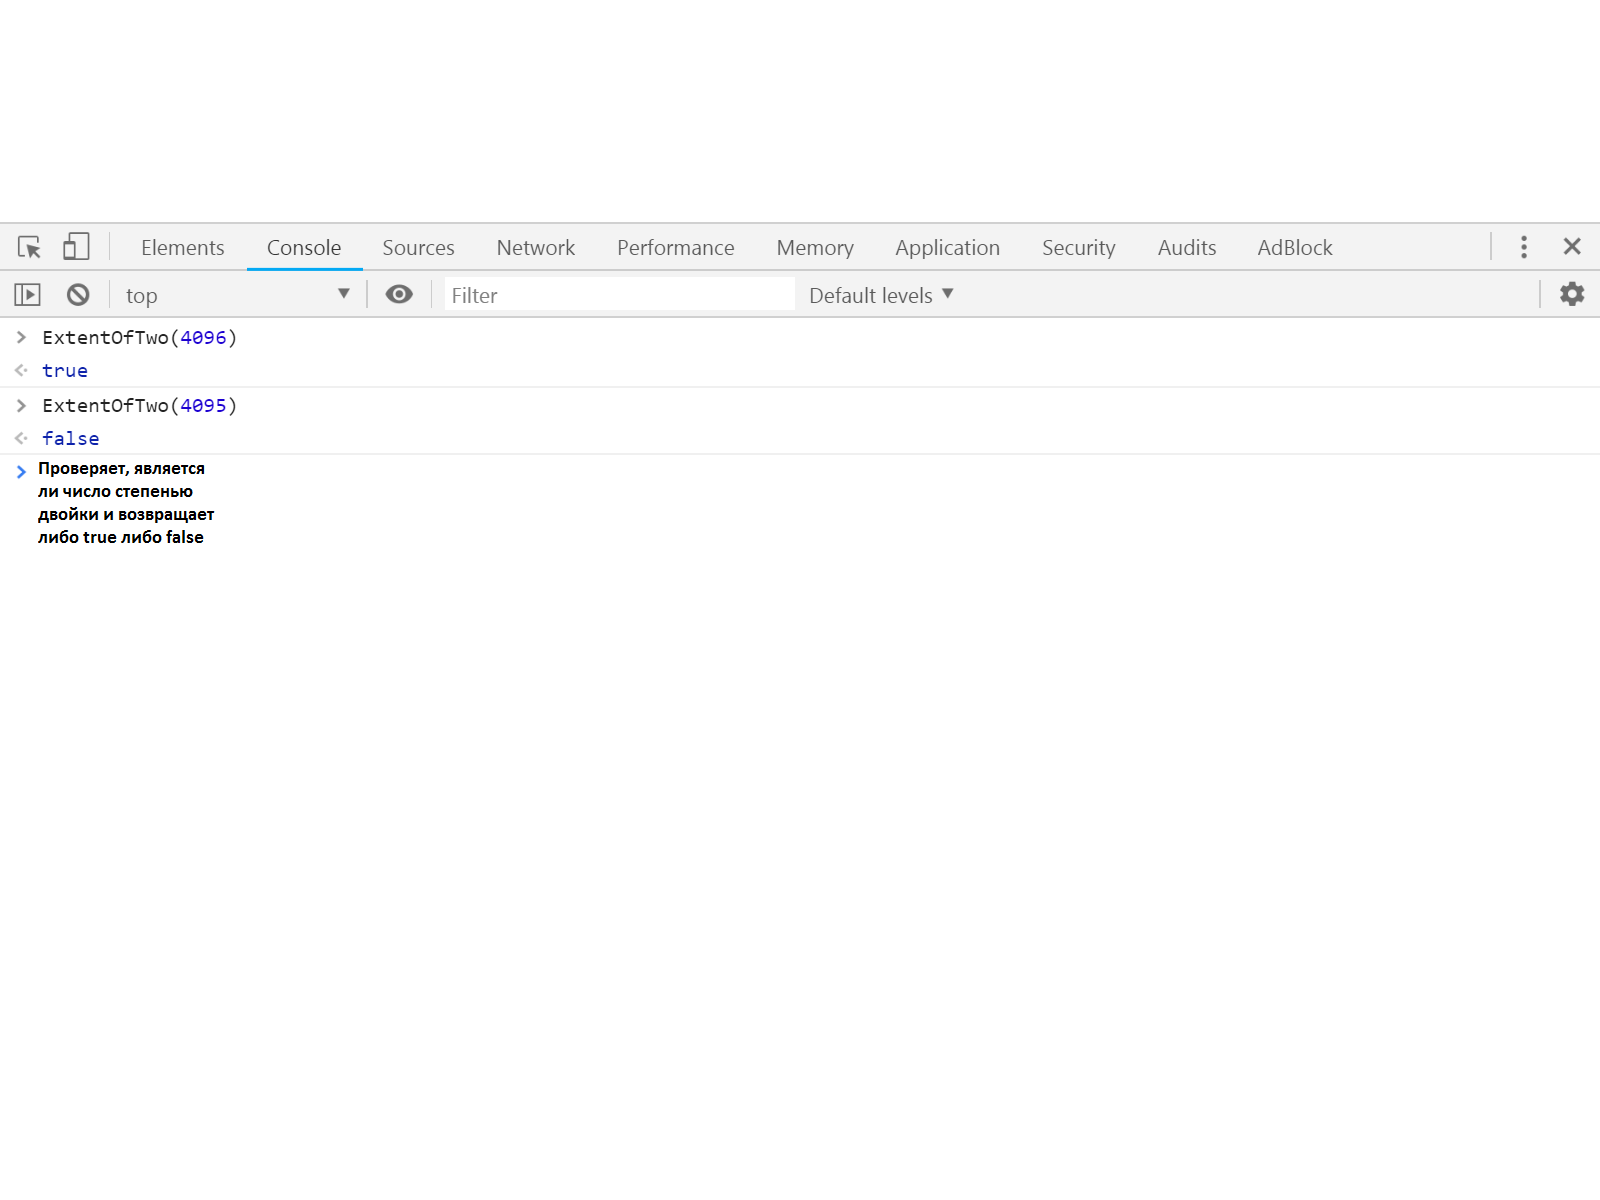 Elements Console Sources Network Performance Memory Application Security Audits AdBlock
top Filter Default levels
ExtentOfTwo(4096)
true
ExtentOfTwo(4095)
false
Проверяет, является
ли число степенью
двойки и возвращает
либо true либо false